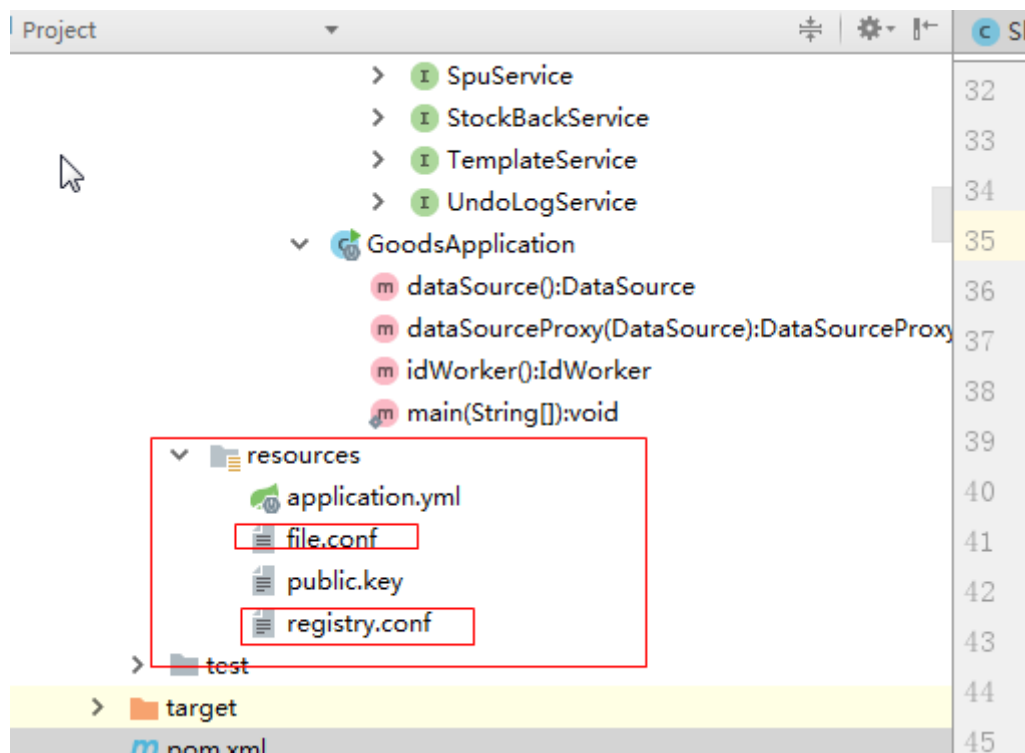 Project
SpuService
StockBackService
TemplateService
UndoLogService
GoodsApplication
dataSource():DataSource
dataSourceProxy(DataSource):DataSourceProxy
idWorker():IdWorker
main(String[]):void
resources
application.yml
file.conf
public.key
registry.conf
test
target
pom.xml
32
33
34
35
36
37
38
39
40
41
42
43
44
45